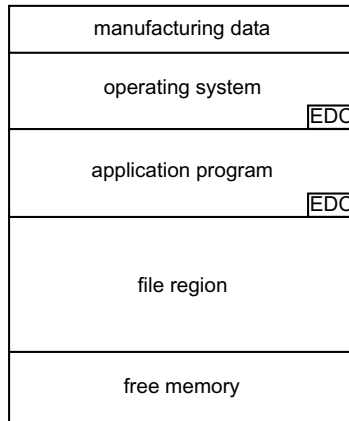 manufacturing data
operating system
EDC
application program
EDC
file region
free memory